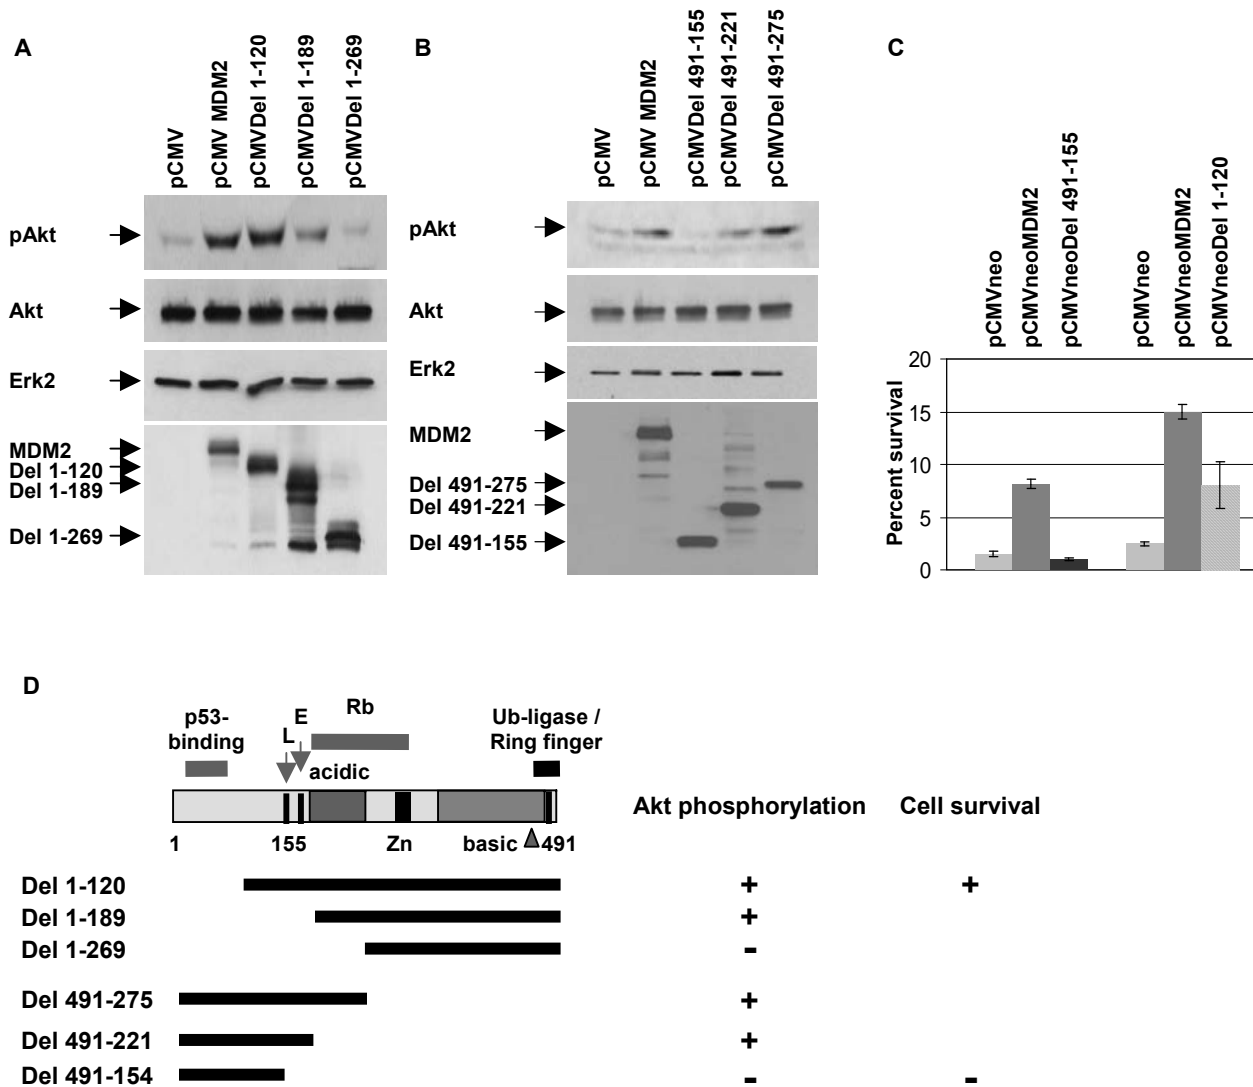 A
pCMV
pCMV MDM2
pCMVDel 1-120
pCMVDel 1-189
pCMVDel 1-269
pAkt
Akt
Erk2
MDM2
Del 1-120
Del 1-189
Del 1-269
B
pCMV
pCMV MDM2
pCMVDel 491-155
pCMVDel 491-221
pCMVDel 491-275
pAkt
Akt
Erk2
MDM2
Del 491-275
Del 491-221
Del 491-155
C
pCMVneo
pCMVneoMDM2
pCMVneoDel 491-155
pCMVneo
pCMVneoMDM2
pCMVneoDel 1-120
Percent survival
20
15
10
5
0
D
p53-
binding
L
E
Rb
acidic
Ub-ligase /
Ring finger
1
155
Zn
basic
491
Akt phosphorylation
Cell survival
Del 1-120 + +
Del 1-189 +
Del 1-269 -
Del 491-275 +
Del 491-221 +
Del 491-154 - -